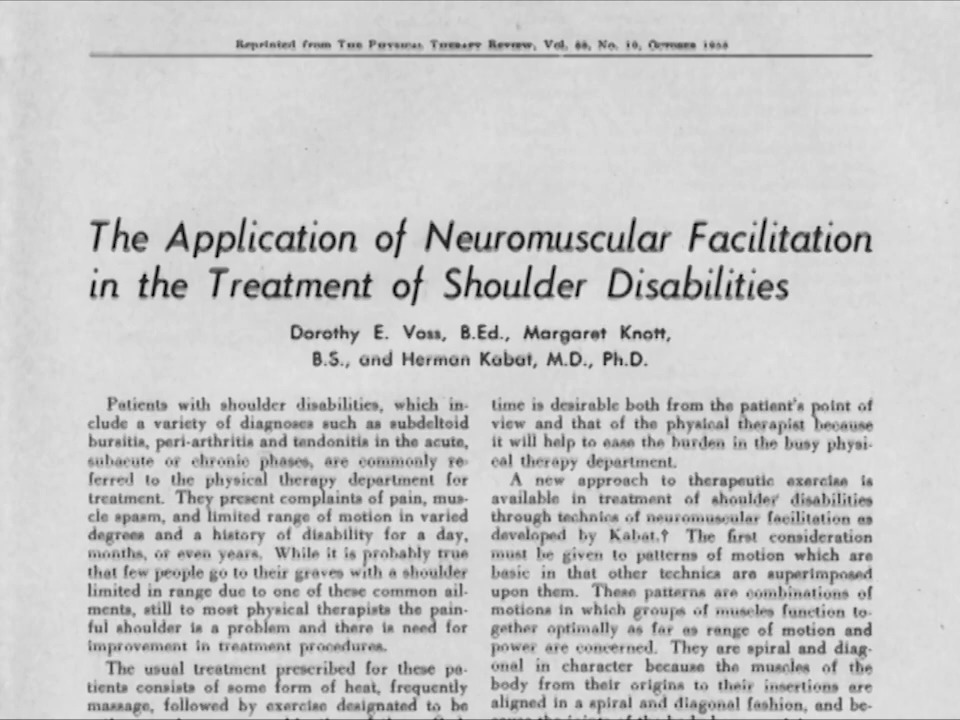 Reprinted from THE PHYSICAL THERAPY REVIEW, Vol. No. 10, OCTOBER
The Application of Neuromuscular Facilitation
in the Treatment of Shoulder Disabilities
Dorothy E. Voss, B.Ed., Margaret Knott,
B.S., and Herman Kabat, M.D., Ph.D.
Patients with shoulder disabilities, which in-
clude a variety of diagnoses such as subdeltoid
bursitis, peri-arthritis and tendonitis in the acute,
subacute or chronic phases, are commonly re-
ferred to the physical therapy department for
treatment. They present complaints of pain, mus-
cle spasm, and limited range of motion in varied
degrees and a history of disability for a day,
months, or even years. While it is probably true
that few people go to their graves with a shoulder
limited in range due to one of these common ail-
ments, still to most physical therapists the pain-
ful shoulder is a problem and there is need for
improvement in treatment procedures.
The usual treatment prescribed for these pa-
tients consists of some form of heat, frequently
massage, followed by exercise designated to be
time is desirable both from the patient's point of
view and that of the physical therapist because
it will help to ease the burden in the busy physi-
cal therapy department.
A new approach to therapeutic exercise is
available in treatment of shoulder disabilities
through technics of neuromuscular facilitation as
developed by Kabat.† The first consideration
must be given to patterns of motion which are
basic in that other technics are superimposed
upon them. These patterns are combinations of
motions in which groups of muscles function to-
gether optimally as far as range of motion and
power are concerned. They are spiral and diag-
onal in character because the muscles of the
body from their origins to their insertions are
aligned in a spiral and diagonal fashion, and be-